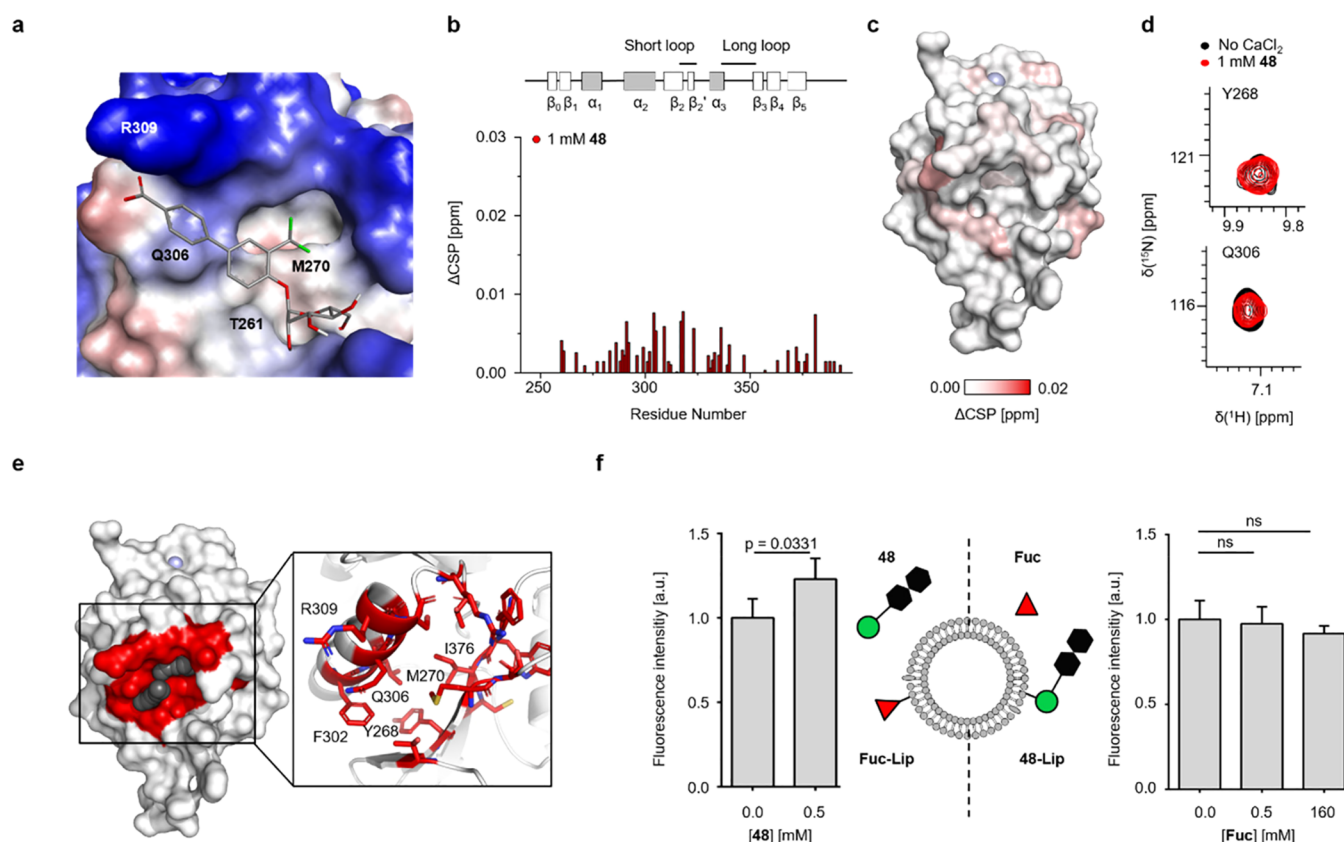 a
R309
Q306
M270
T261
b
Short loop
Long loop
β0 β1 α1 α2 β2 β2' α3 β3 β4 β5
1 mM 48
0.03
0.02
0.01
0.00
ΔCSP [ppm]
250 300 350
Residue Number
c
0.00 0.02
ΔCSP [ppm]
d
No CaCl2
1 mM 48
Y268
121
9.9 9.8
Q306
116
7.1
δ(15N) [ppm]
δ(1H) [ppm]
e
R309
I376
M270
Q306
Y268
F302
f
1.5
1.0
0.5
0.0
Fluorescence intensitiy [a.u.]
p = 0.0331
0.0 0.5
[48] [mM]
48
Fuc
Fuc-Lip
48-Lip
1.5
1.0
0.5
0.0
Fluorescence intensitiy [a.u.]
ns
ns
0.0 0.5 160
[Fuc] [mM]